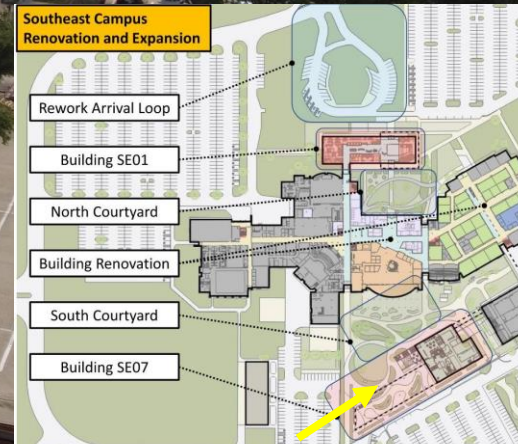 Southeast Campus
Renovation and Expansion
Rework Arrival Loop
Building SE01
North Courtyard
Building Renovation
South Courtyard
Building SE07